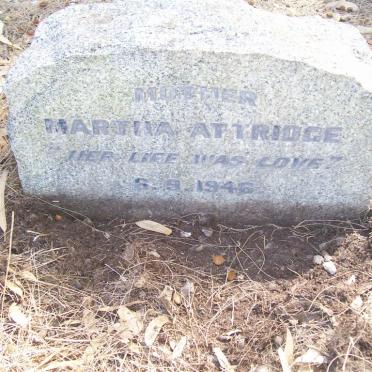 MOTHER
MARTHA ATTRIDGE
"HER LIFE WAS LOVE"
6.9.1946